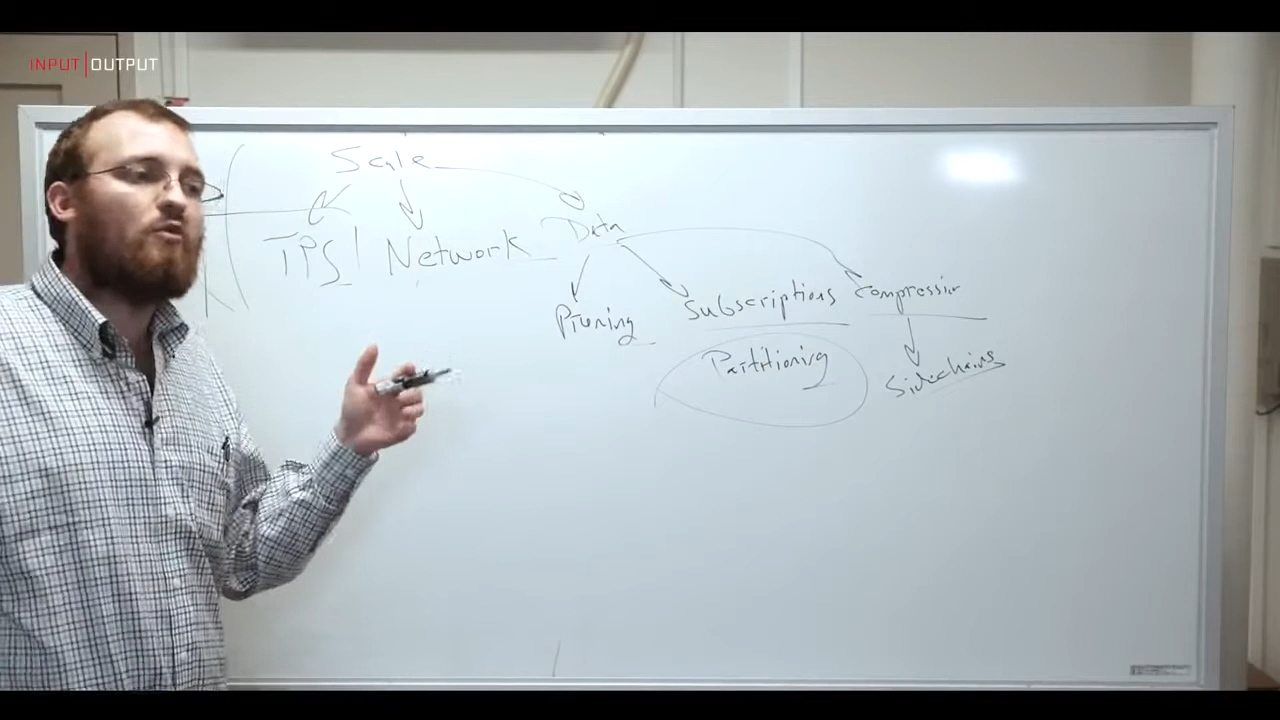 INPUT|OUTPUT
Scale
TPS Network Data
Pruning Subscriptions Compression
Partitioning Sidechains